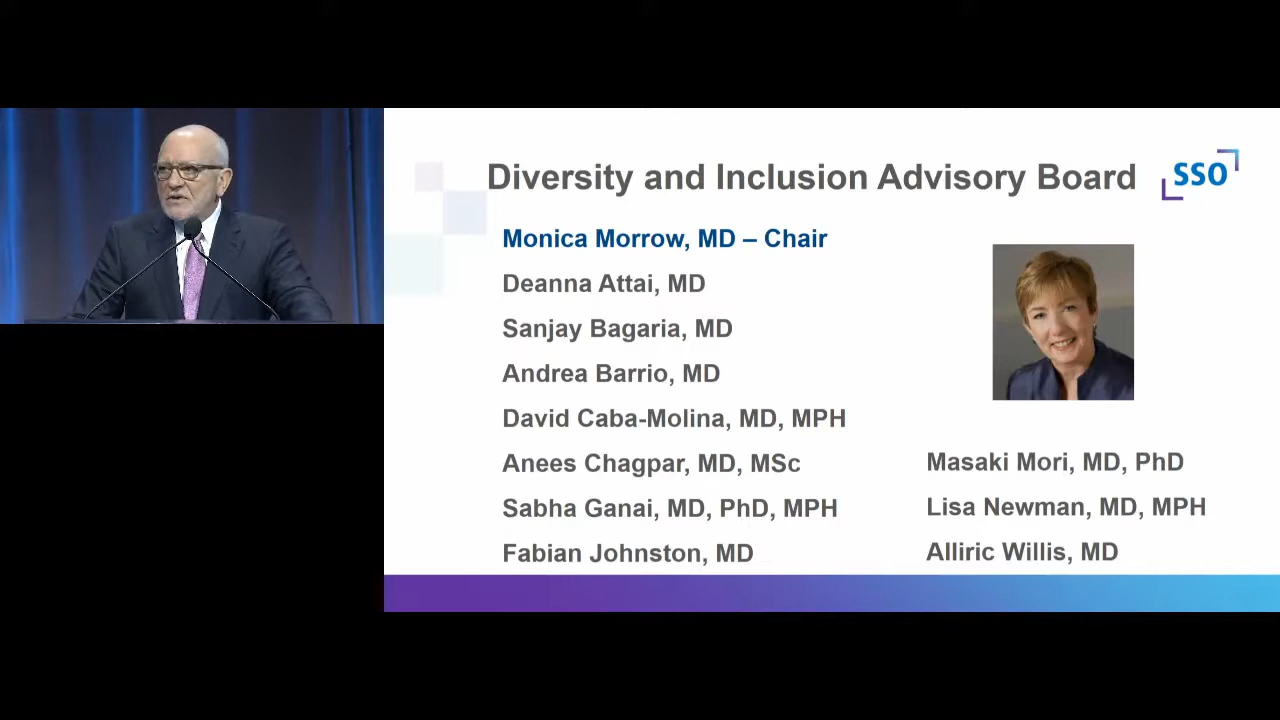 Diversity and Inclusion Advisory Board
SSO
Monica Morrow, MD – Chair
Deanna Attai, MD
Sanjay Bagaria, MD
Andrea Barrio, MD
David Caba-Molina, MD, MPH
Anees Chagpar, MD, MSc
Sabha Ganai, MD, PhD, MPH
Fabian Johnston, MD
Masaki Mori, MD, PhD
Lisa Newman, MD, MPH
Alliric Willis, MD